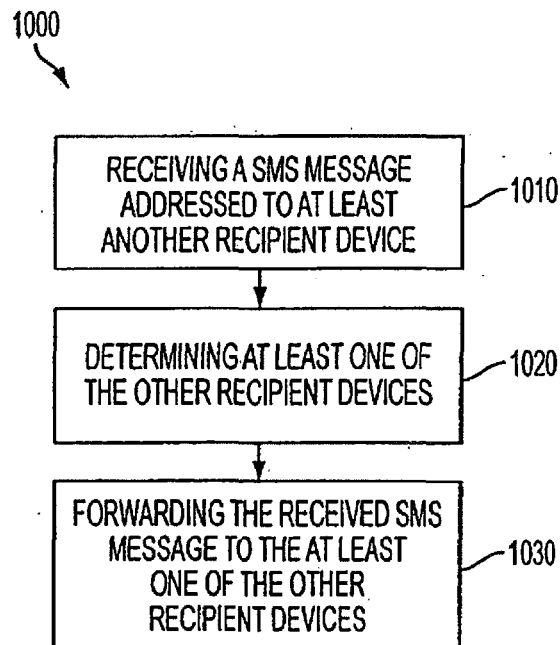 1000
RECEIVING A SMS MESSAGE
ADDRESSED TO AT LEAST
ANOTHER RECIPIENT DEVICE
1010
DETERMINING AT LEAST ONE OF
THE OTHER RECIPIENT DEVICES
1020
FORWARDING THE RECEIVED SMS
MESSAGE TO THE AT LEAST
ONE OF THE OTHER
RECIPIENT DEVICES
1030